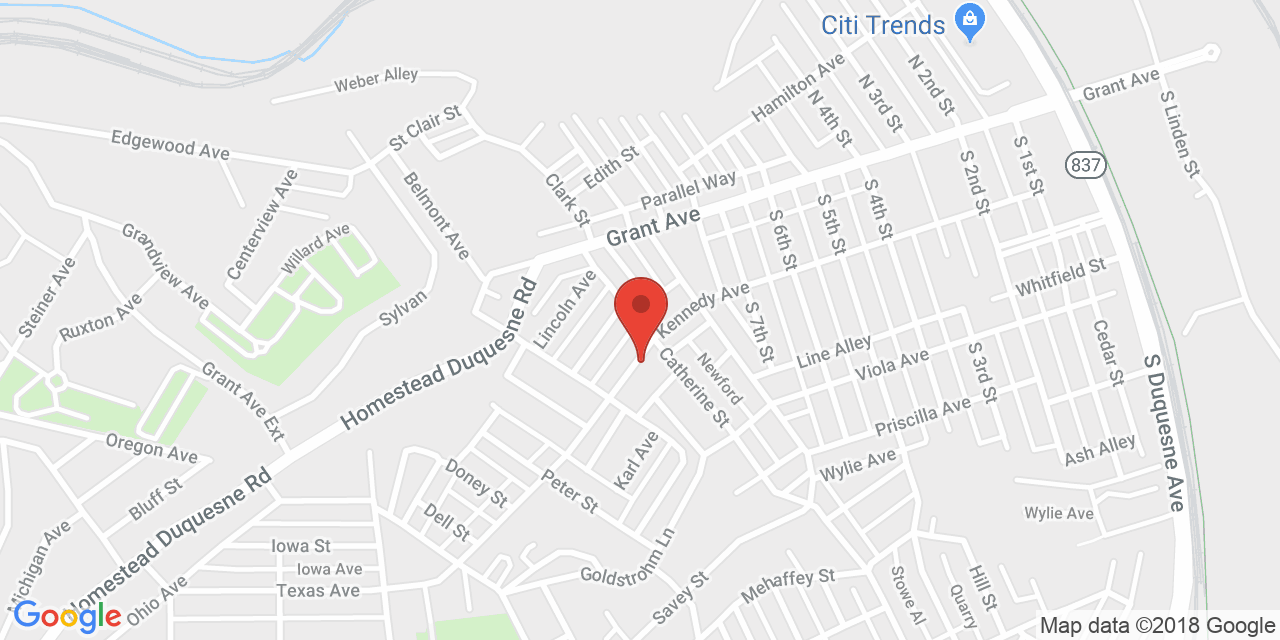 Citi Trends
Weber Alley
Hamilton Ave
N 2nd St
N 3rd St
N 4th St
Grant Ave
St Clair St
Edgewood Ave
S Linden St
Edith St
Clark St
Parallel Way
S 1st St
S 2nd St
837
Belmont Ave
Centerview Ave
Grant Ave
S 4th St
S 5th St
S 6th St
Willard Ave
Grandview Ave
Steiner Ave
Ruxton Ave
Sylvan
Lincoln Ave
Kennedy Ave
Whitfield St
S 7th St
Line Alley
Viola Ave
Cedar St
S 3rd St
Homestead Duquesne Rd
Catherine St
Newford
S Duquesne Ave
Grant Ave Ext
Priscilla Ave
Oregon Ave
Karl Ave
Wylie Ave
Ash Alley
Doney St
Peter St
Bluff St
Dell St
Wylie Ave
Homestead Duquesne Rd
Michigan Ave
Iowa St
Iowa Ave
Texas Ave
Ohio Ave
Goldstrohm Ln
Savey St
Mehaffey St
Stowe Al
Quarry
Hill St
Google
Map data ©2018 Google